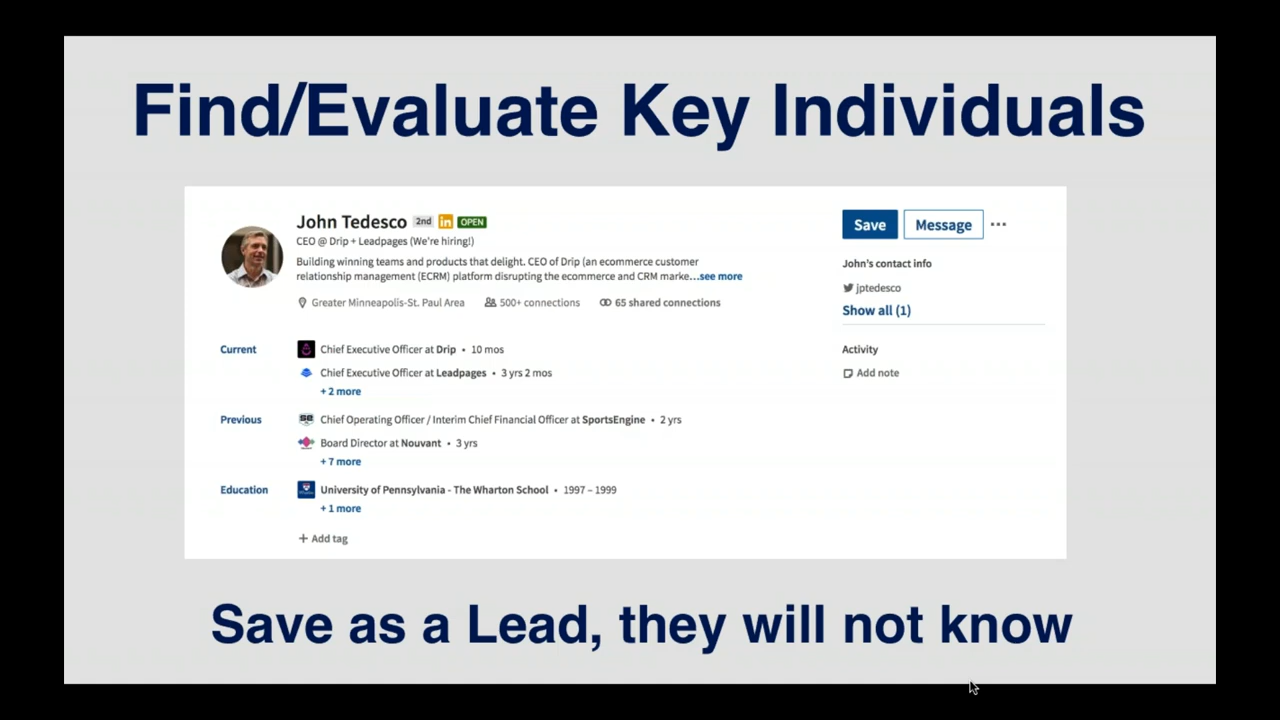 Find/Evaluate Key Individuals
John Tedesco 2nd in OPEN
CEO @ Drip + Leadpages (We're hiring!)
Building winning teams and products that delight. CEO of Drip (an ecommerce customer
relationship management (ECRM) platform disrupting the ecommerce and CRM marke...see more
Greater Minneapolis-St. Paul Area 500+ connections 65 shared connections
Save Message ...
John's contact info
jptedesco
Show all (1)
Activity
Add note
Current Chief Executive Officer at Drip • 10 mos
Chief Executive Officer at Leadpages • 3 yrs 2 mos
+ 2 more
Previous SE Chief Operating Officer / Interim Chief Financial Officer at SportsEngine • 2 yrs
Board Director at Nouvant • 3 yrs
+ 7 more
Education University of Pennsylvania - The Wharton School • 1997 – 1999
+ 1 more
+ Add tag
Save as a Lead, they will not know